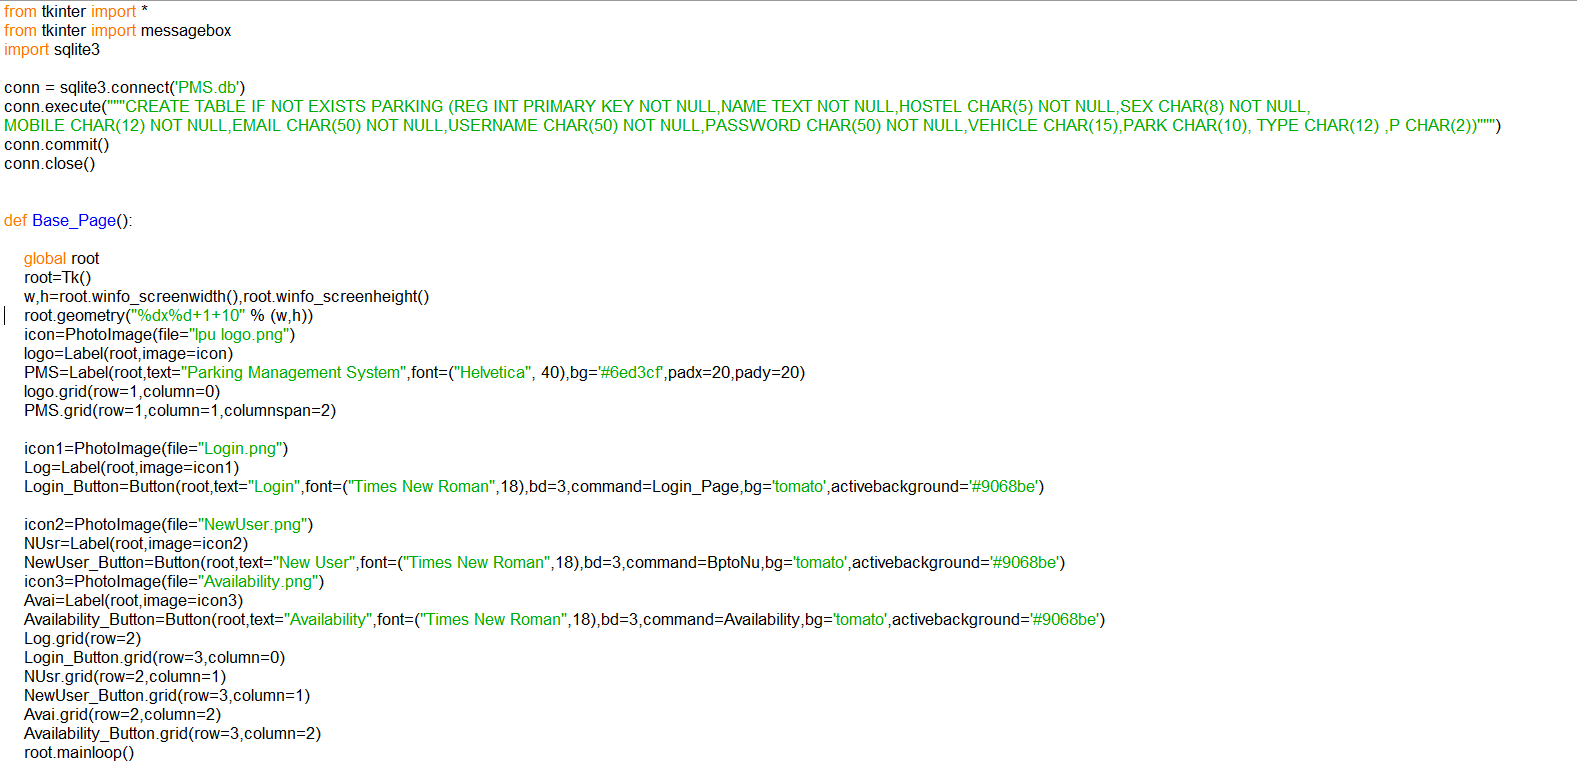 from tkinter import *
from tkinter import messagebox
import sqlite3
conn = sqlite3.connect('PMS.db')
conn.execute("""CREATE TABLE IF NOT EXISTS PARKING (REG INT PRIMARY KEY NOT NULL,NAME TEXT NOT NULL,HOSTEL CHAR(5) NOT NULL,SEX CHAR(8) NOT NULL,
MOBILE CHAR(12) NOT NULL,EMAIL CHAR(50) NOT NULL,USERNAME CHAR(50) NOT NULL,PASSWORD CHAR(50) NOT NULL,VEHICLE CHAR(15),PARK CHAR(10), TYPE CHAR(12) ,P CHAR(2))""")
conn.commit()
conn.close()
def Base_Page():
global root
root=Tk()
w,h=root.winfo_screenwidth(),root.winfo_screenheight()
root.geometry("%dx%d+1+10" % (w,h))
icon=PhotoImage(file="lpu logo.png")
logo=Label(root,image=icon)
PMS=Label(root,text="Parking Management System",font=("Helvetica", 40),bg='#6ed3cf',padx=20,pady=20)
logo.grid(row=1,column=0)
PMS.grid(row=1,column=1,columnspan=2)
icon1=PhotoImage(file="Login.png")
Log=Label(root,image=icon1)
Login_Button=Button(root,text="Login",font=("Times New Roman",18),bd=3,command=Login_Page,bg='tomato',activebackground='#9068be')
icon2=PhotoImage(file="NewUser.png")
NUsr=Label(root,image=icon2)
NewUser_Button=Button(root,text="New User",font=("Times New Roman",18),bd=3,command=BptoNu,bg='tomato',activebackground='#9068be')
icon3=PhotoImage(file="Availability.png")
Avai=Label(root,image=icon3)
Availability_Button=Button(root,text="Availability",font=("Times New Roman",18),bd=3,command=Availability,bg='tomato',activebackground='#9068be')
Log.grid(row=2)
Login_Button.grid(row=3,column=0)
NUsr.grid(row=2,column=1)
NewUser_Button.grid(row=3,column=1)
Avai.grid(row=2,column=2)
Availability_Button.grid(row=3,column=2)
root.mainloop()